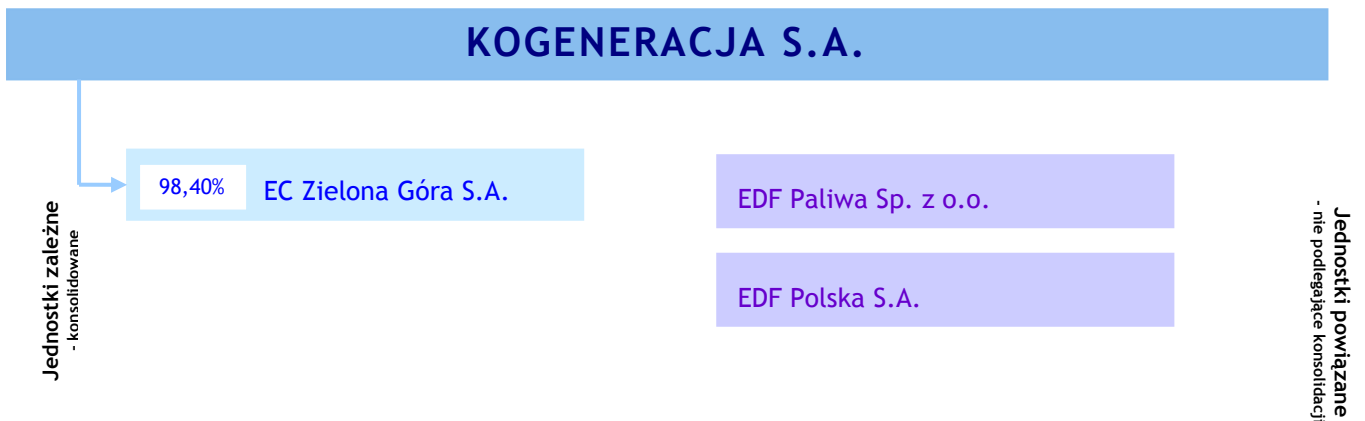 KOGENERACJA S.A.
Jednostki zależne
- konsolidowane
98,40%
EC Zielona Góra S.A.
EDF Paliwa Sp. z o.o.
EDF Polska S.A.
Jednostki powiązane
- nie podlegające konsolidacji